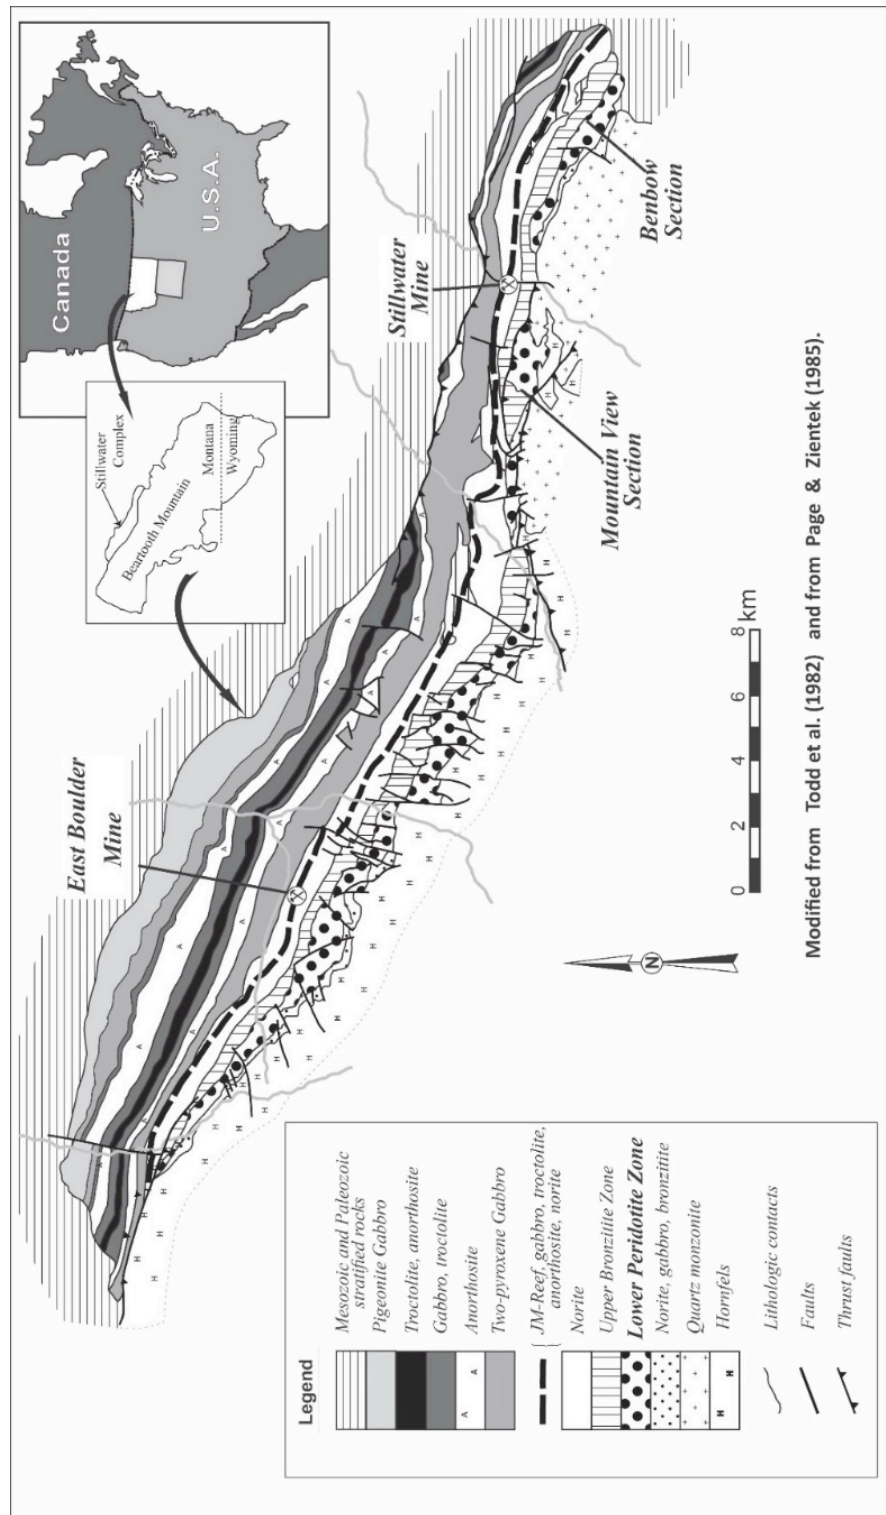 Canada
U.S.A.
Stillwater
Complex
Beartooth Mountain
Montana
Wyoming
East Boulder
Mine
Stillwater
Mine
Mountain View
Section
Benbow
Section
A
H
N
0 2 4 6 8 km
Legend
Mesozoic and Paleozoic
stratified rocks
Pigeonite Gabbro
Troctolite, anorthosite
Gabbro, troctolite
A A
Anorthosite
Two-pyroxene Gabbro
JM-Reef, gabbro, troctolite,
anorthosite, norite
Norite
Upper Bronzitite Zone
Lower Peridotite Zone
Norite, gabbro, bronzitite
Quartz monzonite
H H
Hornfels
Lithologic contacts
Faults
Thrust faults
Modified from Todd et al. (1982) and from Page & Zientek (1985).